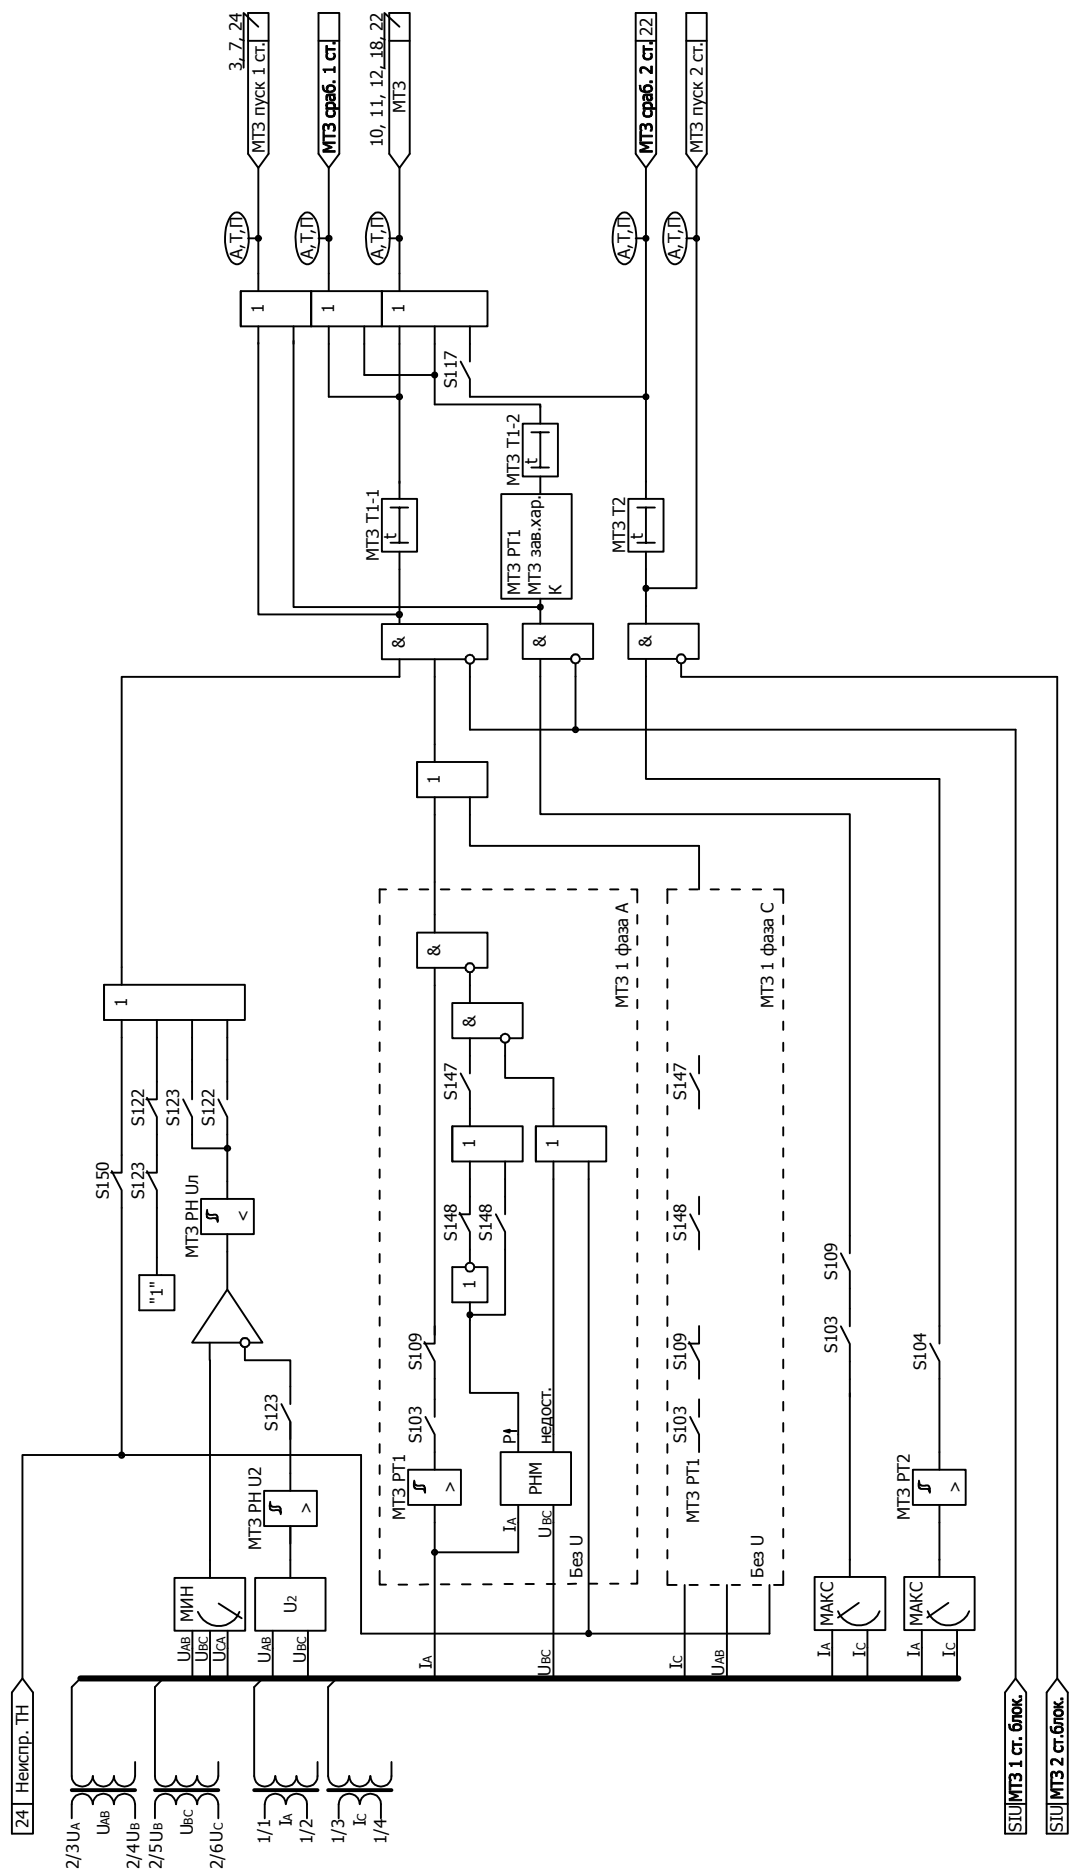 24 Неиспр. ТН
2/3 UA
UAB
2/4 UB
2/5 UB
UBC
2/6 UC
1/1
IA
1/2
1/3
IC
1/4
SIU МТЗ 1 ст. блок.
SIU МТЗ 2 ст.блок.
UAB
UBC
UCA
МИН
UAB
UBC
U2
МТЗ РН U2
>
S123
МТЗ РН Uл
<
"1"
S150
S123
S122
S123
S122
1
IA
UBC
IA
UBC
Без U
МТЗ РТ1
>
S103
S109
РНМ
P
недост.
1
S148
S148
1
1
S147
&
&
МТЗ 1 фаза А
IC
UAB
Без U
МТЗ РТ1
S103
S109
S148
S147
МТЗ 1 фаза С
IA
IC
МАКС
S103
S109
IA
IC
МАКС
МТЗ РТ2
>
S104
1
&
&
&
МТЗ Т1-1
t
МТЗ РТ1
МТЗ зав.хар.
К
МТЗ Т1-2
t
МТЗ Т2
t
S117
1
1
1
А,Т,П
А,Т,П
А,Т,П
А,Т,П
А,Т,П
МТЗ пуск 1 ст.
3, 7, 24
МТЗ сраб. 1 ст.
МТЗ
10, 11, 12, 18, 22
МТЗ сраб. 2 ст. 22
МТЗ пуск 2 ст.